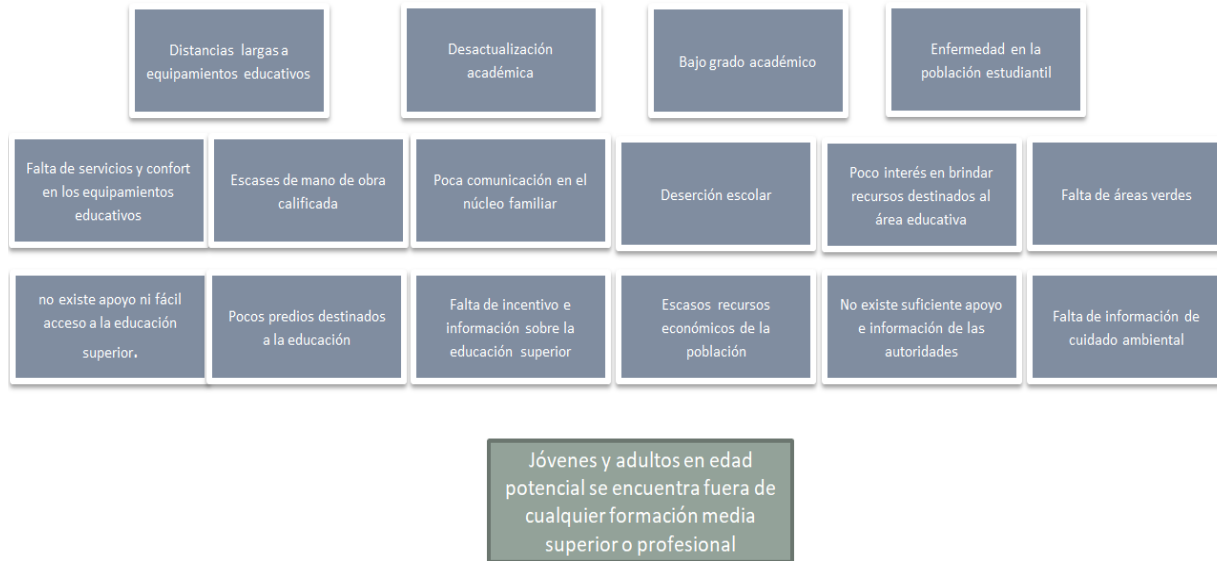 Distancias largas a
equipamientos educativos
Desactualización
académica
Bajo grado académico
Enfermedad en la
población estudiantil
Falta de servicios y confort
en los equipamientos
educativos
Escases de mano de obra
calificada
Poca comunicación en el
núcleo familiar
Deserción escolar
Poco interés en brindar
recursos destinados al
área educativa
Falta de áreas verdes
no existe apoyo ni fácil
acceso a la educación
superior.
Pocos predios destinados
a la educación
Falta de incentivo e
información sobre la
educación superior
Escasos recursos
económicos de la
población
No existe suficiente apoyo
e información de las
autoridades
Falta de información de
cuidado ambiental
Jóvenes y adultos en edad
potencial se encuentra fuera de
cualquier formación media
superior o profesional